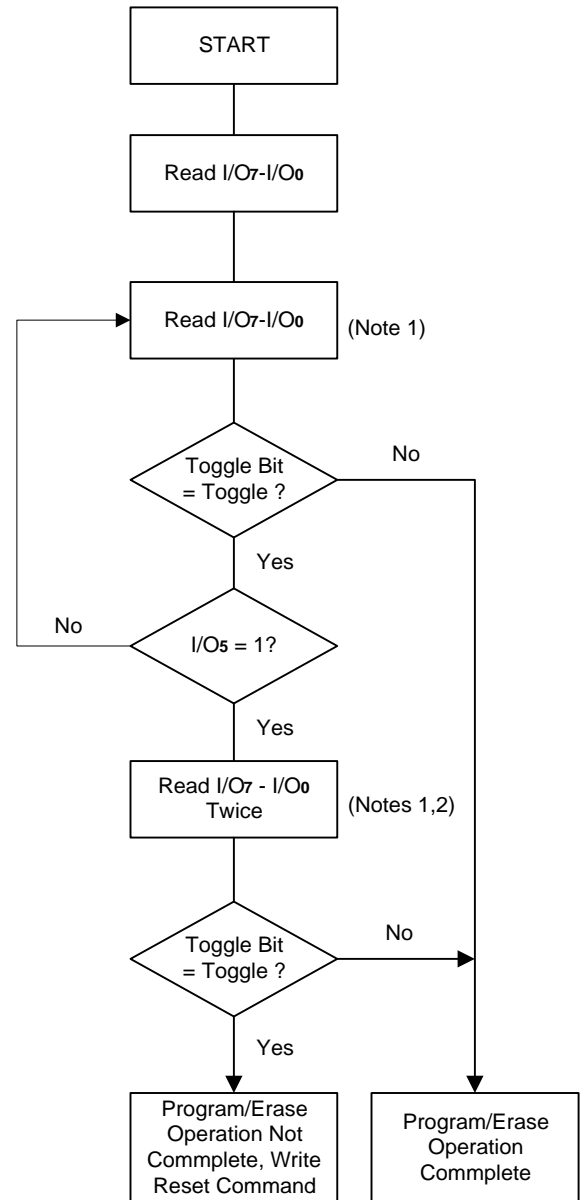 START
Read I/O7-I/O0
Read I/O7-I/O0
(Note 1)
Toggle Bit
= Toggle ?
No
Yes
No
I/O5 = 1?
Yes
Read I/O7 - I/O0
Twice
(Notes 1,2)
Toggle Bit
= Toggle ?
No
Yes
Program/Erase
Operation Not
Commplete, Write
Reset Command
Program/Erase
Operation
Commplete